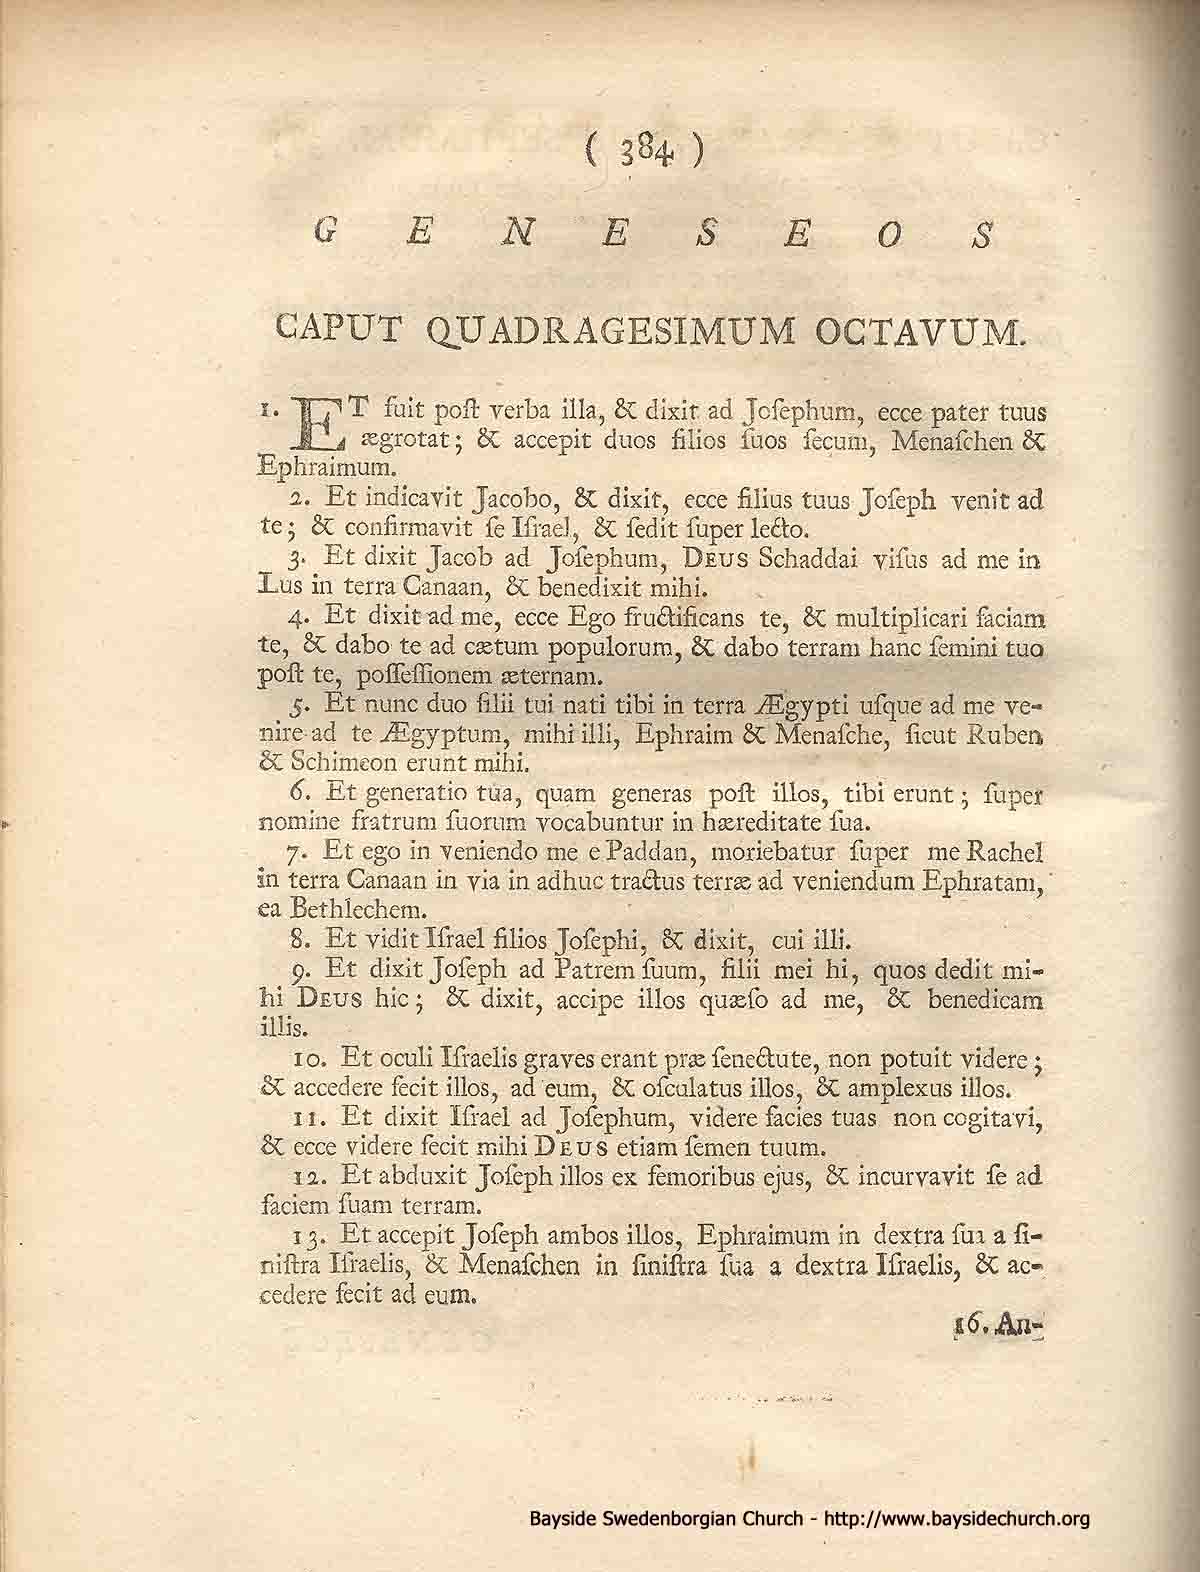 ( 384 )
G E N E S E O S
CAPUT QUADRAGESIMUM OCTAVUM.
1. ET fuit poſt verba illa, & dixit ad Joſephum, ecce pater tuus
ægrotat; & accepit duos filios ſuos ſecum, Menaſchen &
Ephraimum.
2. Et indicavit Jacobo, & dixit, ecce filius tuus Joſeph venit ad
te; & confirmavit ſe Iſrael, & ſedit ſuper lecto.
3. Et dixit Jacob ad Joſephum, DEUS Schaddai viſus ad me in
Lus in terra Canaan, & benedixit mihi.
4. Et dixit ad me, ecce Ego fructificans te, & multiplicari faciam
te, & dabo te ad cætum populorum, & dabo terram hanc ſemini tuo
poſt te, poſſeſſionem æternam.
5. Et nunc duo filii tui nati tibi in terra Ægypti uſque ad me ve-
nire ad te Ægyptum, mihi illi, Ephraim & Menaſche, ſicut Ruben
& Schimeon erunt mihi.
6. Et generatio tua, quam generas poſt illos, tibi erunt; ſuper
nomine fratrum ſuorum vocabuntur in hæreditate ſua.
7. Et ego in veniendo me e Paddan, moriebatur ſuper me Rachel
in terra Canaan in via in adhuc tractus terræ ad veniendum Ephratam,
ea Bethlechem.
8. Et vidit Iſrael filios Joſephi, & dixit, cui illi.
9. Et dixit Joſeph ad Patrem ſuum, filii mei hi, quos dedit mi-
hi DEUS hic; & dixit, accipe illos quæſo ad me, & benedicam
illis.
10. Et oculi Iſraelis graves erant præ ſenectute, non potuit videre;
& accedere fecit illos, ad eum, & oſculatus illos, & amplexus illos.
11. Et dixit Iſrael ad Joſephum, videre facies tuas non cogitavi,
& ecce videre fecit mihi DEUS etiam ſemen tuum.
12. Et abduxit Joſeph illos ex femoribus ejus, & incurvavit ſe ad
faciem ſuam terram.
13. Et accepit Joſeph ambos illos, Ephraimum in dextra ſua a ſi-
niſtra Iſraelis, & Menaſchen in ſiniſtra ſua a dextra Iſraelis, & ac-
cedere fecit ad eum.
16. An-
Bayside Swedenborgian Church - http://www.baysidechurch.org